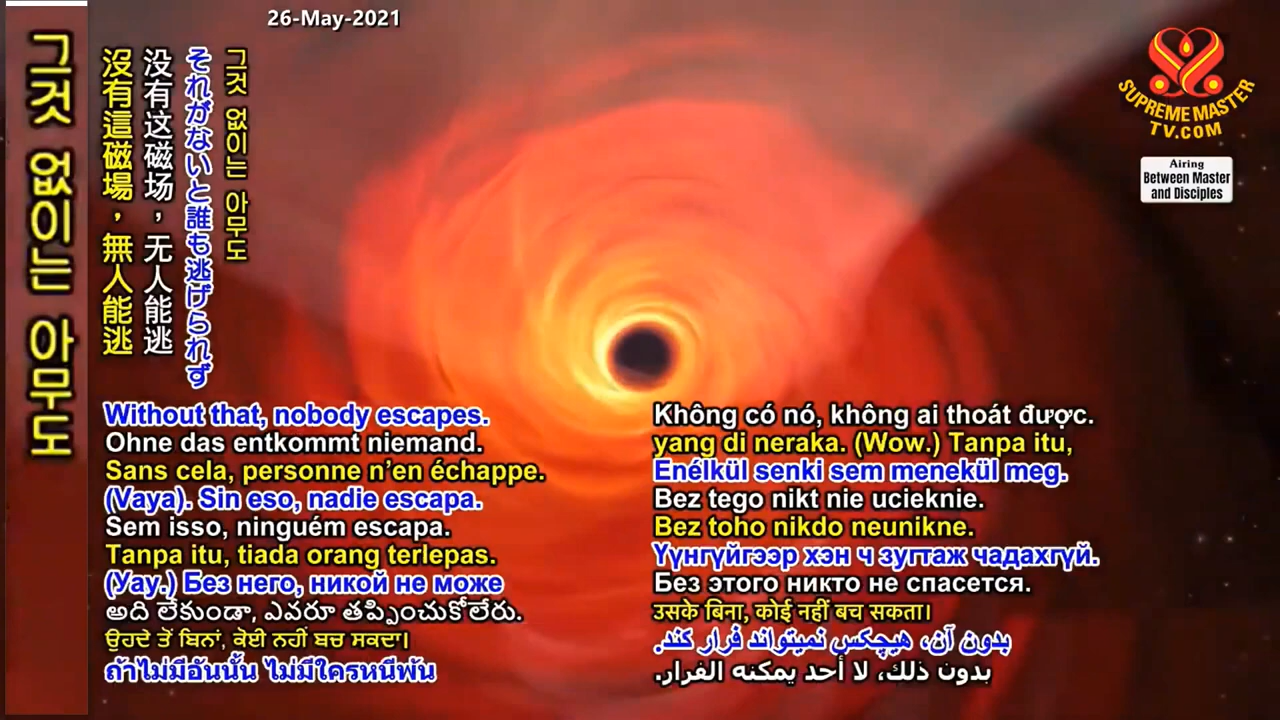 26-May-2021
그것 없이는 아무도
沒有這磁場，無人能逃
没有这磁场，无人能逃
それがないと誰も逃げられず
그것 없이는 아무도
SUPREME MASTER
TV.COM
Airing
Between Master
and Disciples
Without that, nobody escapes.
Ohne das entkommt niemand.
Sans cela, personne n’en échappe.
(Vaya). Sin eso, nadie escapa.
Sem isso, ninguém escapa.
Tanpa itu, tiada orang terlepas.
(Уау.) Без него, никой не може
అది లేకుండా, ఎవరూ తప్పించుకోలేరు.
ਉਹਦੇ ਤੋਂ ਬਿਨਾਂ, ਕੋਈ ਨਹੀਂ ਬਚ ਸਕਦਾ।
ถ้าไม่มีอันนั้น ไม่มีใครหนีพ้น
Không có nó, không ai thoát được.
yang di neraka. (Wow.) Tanpa itu,
Enélkül senki sem menekül meg.
Bez tego nikt nie ucieknie.
Bez toho nikdo neunikne.
Үүнгүйгээр хэн ч зугтаж чадахгүй.
Без этого никто не спасется.
उसके बिना, कोई नहीं बच सकता।
بدون آن، هیچکس نمیتواند فرار کند.
بدون ذلك، لا أحد يمكنه الفرار.